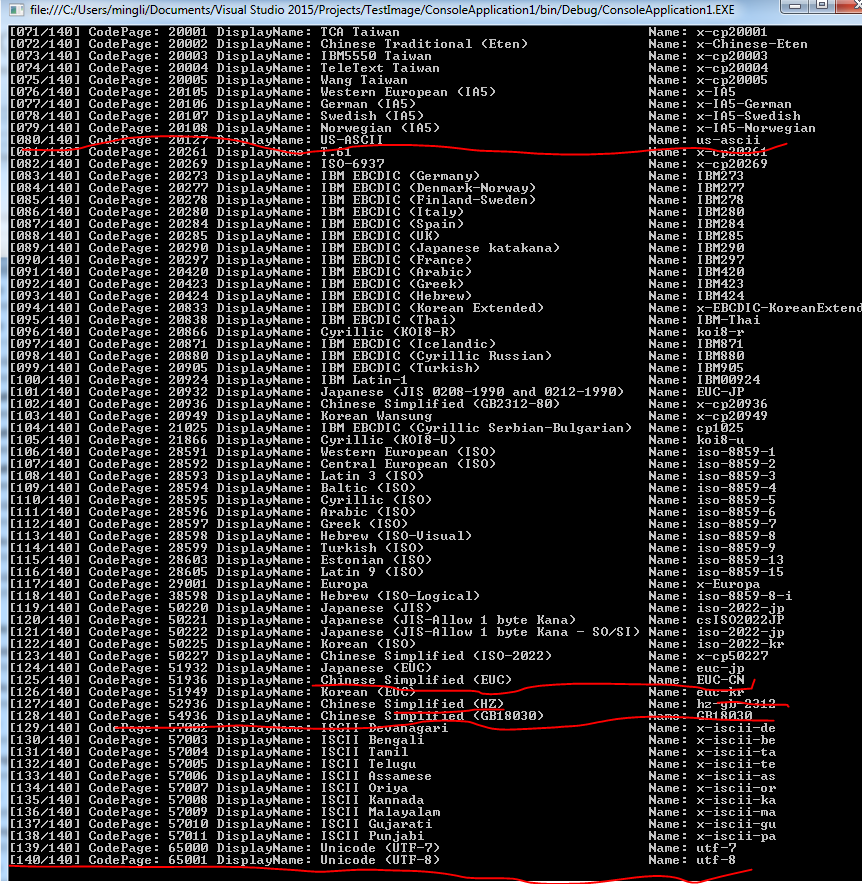 file:///C:/Users/mingli/Documents/Visual Studio 2015/Projects/TestImage/ConsoleApplication1/bin/Debug/ConsoleApplication1.EXE
[071/140] CodePage: 20001 DisplayName: TCA Taiwan Name: x-cp20001
[072/140] CodePage: 20002 DisplayName: Chinese Traditional (Eten) Name: x-Chinese-Eten
[073/140] CodePage: 20003 DisplayName: IBM5550 Taiwan Name: x-cp20003
[074/140] CodePage: 20004 DisplayName: TeleText Taiwan Name: x-cp20004
[075/140] CodePage: 20005 DisplayName: Wang Taiwan Name: x-cp20005
[076/140] CodePage: 20105 DisplayName: Western European (IA5) Name: x-IA5
[077/140] CodePage: 20106 DisplayName: German (IA5) Name: x-IA5-German
[078/140] CodePage: 20107 DisplayName: Swedish (IA5) Name: x-IA5-Swedish
[079/140] CodePage: 20108 DisplayName: Norwegian (IA5) Name: x-IA5-Norwegian
[080/140] CodePage: 20127 DisplayName: US-ASCII Name: us-ascii
[081/140] CodePage: 20261 DisplayName: T.61 Name: x-cp20261
[082/140] CodePage: 20269 DisplayName: ISO-6937 Name: x-cp20269
[083/140] CodePage: 20273 DisplayName: IBM EBCDIC (Germany) Name: IBM273
[084/140] CodePage: 20277 DisplayName: IBM EBCDIC (Denmark-Norway) Name: IBM277
[085/140] CodePage: 20278 DisplayName: IBM EBCDIC (Finland-Sweden) Name: IBM278
[086/140] CodePage: 20280 DisplayName: IBM EBCDIC (Italy) Name: IBM280
[087/140] CodePage: 20284 DisplayName: IBM EBCDIC (Spain) Name: IBM284
[088/140] CodePage: 20285 DisplayName: IBM EBCDIC (UK) Name: IBM285
[089/140] CodePage: 20290 DisplayName: IBM EBCDIC (Japanese katakana) Name: IBM290
[090/140] CodePage: 20297 DisplayName: IBM EBCDIC (France) Name: IBM297
[091/140] CodePage: 20420 DisplayName: IBM EBCDIC (Arabic) Name: IBM420
[092/140] CodePage: 20423 DisplayName: IBM EBCDIC (Greek) Name: IBM423
[093/140] CodePage: 20424 DisplayName: IBM EBCDIC (Hebrew) Name: IBM424
[094/140] CodePage: 20833 DisplayName: IBM EBCDIC (Korean Extended) Name: x-EBCDIC-KoreanExtend
[095/140] CodePage: 20838 DisplayName: IBM EBCDIC (Thai) Name: IBM-Thai
[096/140] CodePage: 20866 DisplayName: Cyrillic (KOI8-R) Name: koi8-r
[097/140] CodePage: 20871 DisplayName: IBM EBCDIC (Icelandic) Name: IBM871
[098/140] CodePage: 20880 DisplayName: IBM EBCDIC (Cyrillic Russian) Name: IBM880
[099/140] CodePage: 20905 DisplayName: IBM EBCDIC (Turkish) Name: IBM905
[100/140] CodePage: 20924 DisplayName: IBM Latin-1 Name: IBM00924
[101/140] CodePage: 20932 DisplayName: Japanese (JIS 0208-1990 and 0212-1990) Name: EUC-JP
[102/140] CodePage: 20936 DisplayName: Chinese Simplified (GB2312-80) Name: x-cp20936
[103/140] CodePage: 20949 DisplayName: Korean Wansung Name: x-cp20949
[104/140] CodePage: 21025 DisplayName: IBM EBCDIC (Cyrillic Serbian-Bulgarian) Name: cp1025
[105/140] CodePage: 21866 DisplayName: Cyrillic (KOI8-U) Name: koi8-u
[106/140] CodePage: 28591 DisplayName: Western European (ISO) Name: iso-8859-1
[107/140] CodePage: 28592 DisplayName: Central European (ISO) Name: iso-8859-2
[108/140] CodePage: 28593 DisplayName: Latin 3 (ISO) Name: iso-8859-3
[109/140] CodePage: 28594 DisplayName: Baltic (ISO) Name: iso-8859-4
[110/140] CodePage: 28595 DisplayName: Cyrillic (ISO) Name: iso-8859-5
[111/140] CodePage: 28596 DisplayName: Arabic (ISO) Name: iso-8859-6
[112/140] CodePage: 28597 DisplayName: Greek (ISO) Name: iso-8859-7
[113/140] CodePage: 28598 DisplayName: Hebrew (ISO-Visual) Name: iso-8859-8
[114/140] CodePage: 28599 DisplayName: Turkish (ISO) Name: iso-8859-9
[115/140] CodePage: 28603 DisplayName: Estonian (ISO) Name: iso-8859-13
[116/140] CodePage: 28605 DisplayName: Latin 9 (ISO) Name: iso-8859-15
[117/140] CodePage: 29001 DisplayName: Europa Name: x-Europa
[118/140] CodePage: 38598 DisplayName: Hebrew (ISO-Logical) Name: iso-8859-8-i
[119/140] CodePage: 50220 DisplayName: Japanese (JIS) Name: iso-2022-jp
[120/140] CodePage: 50221 DisplayName: Japanese (JIS-Allow 1 byte Kana) Name: csISO2022JP
[121/140] CodePage: 50222 DisplayName: Japanese (JIS-Allow 1 byte Kana - SO/SI) Name: iso-2022-jp
[122/140] CodePage: 50225 DisplayName: Korean (ISO) Name: iso-2022-kr
[123/140] CodePage: 50227 DisplayName: Chinese Simplified (ISO-2022) Name: x-cp50227
[124/140] CodePage: 51932 DisplayName: Japanese (EUC) Name: euc-jp
[125/140] CodePage: 51936 DisplayName: Chinese Simplified (EUC) Name: EUC-CN
[126/140] CodePage: 51949 DisplayName: Korean (EUC) Name: euc-kr
[127/140] CodePage: 52936 DisplayName: Chinese Simplified (HZ) Name: hz-gb-2312
[128/140] CodePage: 54936 DisplayName: Chinese Simplified (GB18030) Name: GB18030
[129/140] CodePage: 57002 DisplayName: ISCII Devanagari Name: x-iscii-de
[130/140] CodePage: 57003 DisplayName: ISCII Bengali Name: x-iscii-be
[131/140] CodePage: 57004 DisplayName: ISCII Tamil Name: x-iscii-ta
[132/140] CodePage: 57005 DisplayName: ISCII Telugu Name: x-iscii-te
[133/140] CodePage: 57006 DisplayName: ISCII Assamese Name: x-iscii-as
[134/140] CodePage: 57007 DisplayName: ISCII Oriya Name: x-iscii-or
[135/140] CodePage: 57008 DisplayName: ISCII Kannada Name: x-iscii-ka
[136/140] CodePage: 57009 DisplayName: ISCII Malayalam Name: x-iscii-ma
[137/140] CodePage: 57010 DisplayName: ISCII Gujarati Name: x-iscii-gu
[138/140] CodePage: 57011 DisplayName: ISCII Punjabi Name: x-iscii-pa
[139/140] CodePage: 65000 DisplayName: Unicode (UTF-7) Name: utf-7
[140/140] CodePage: 65001 DisplayName: Unicode (UTF-8) Name: utf-8